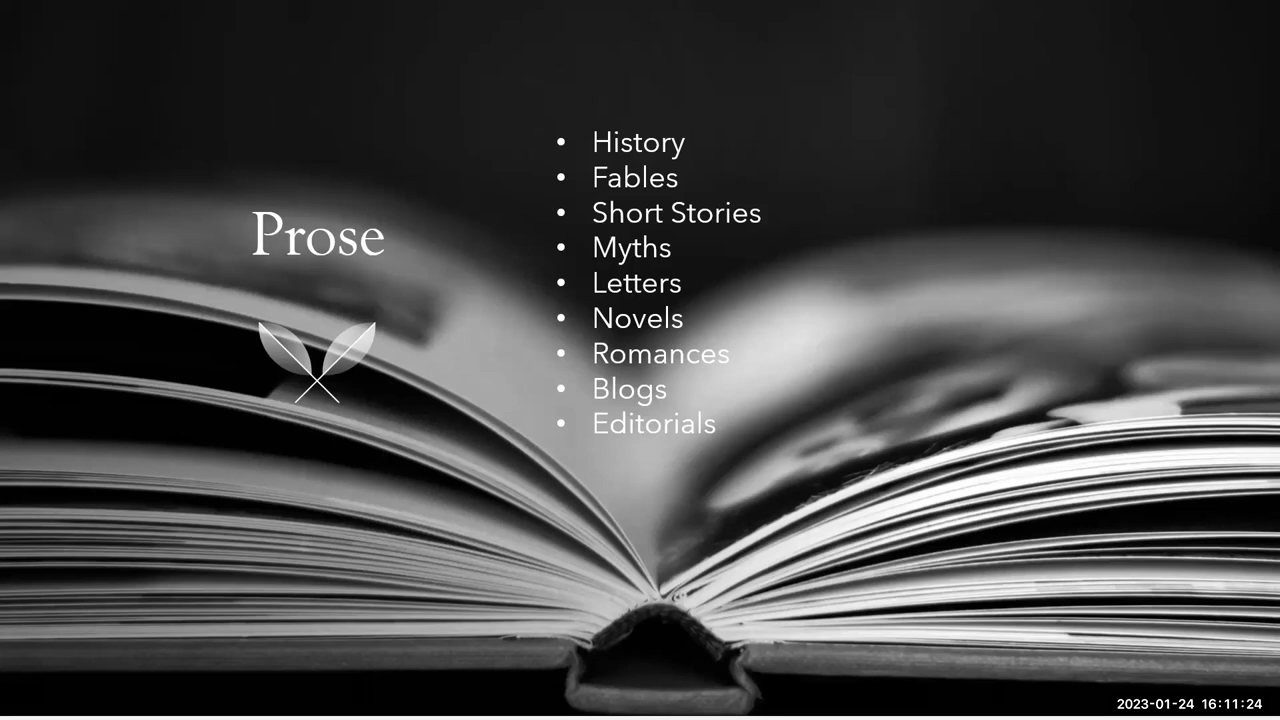 Prose
• History
• Fables
• Short Stories
• Myths
• Letters
• Novels
• Romances
• Blogs
• Editorials
2023-01-24 16:11:24